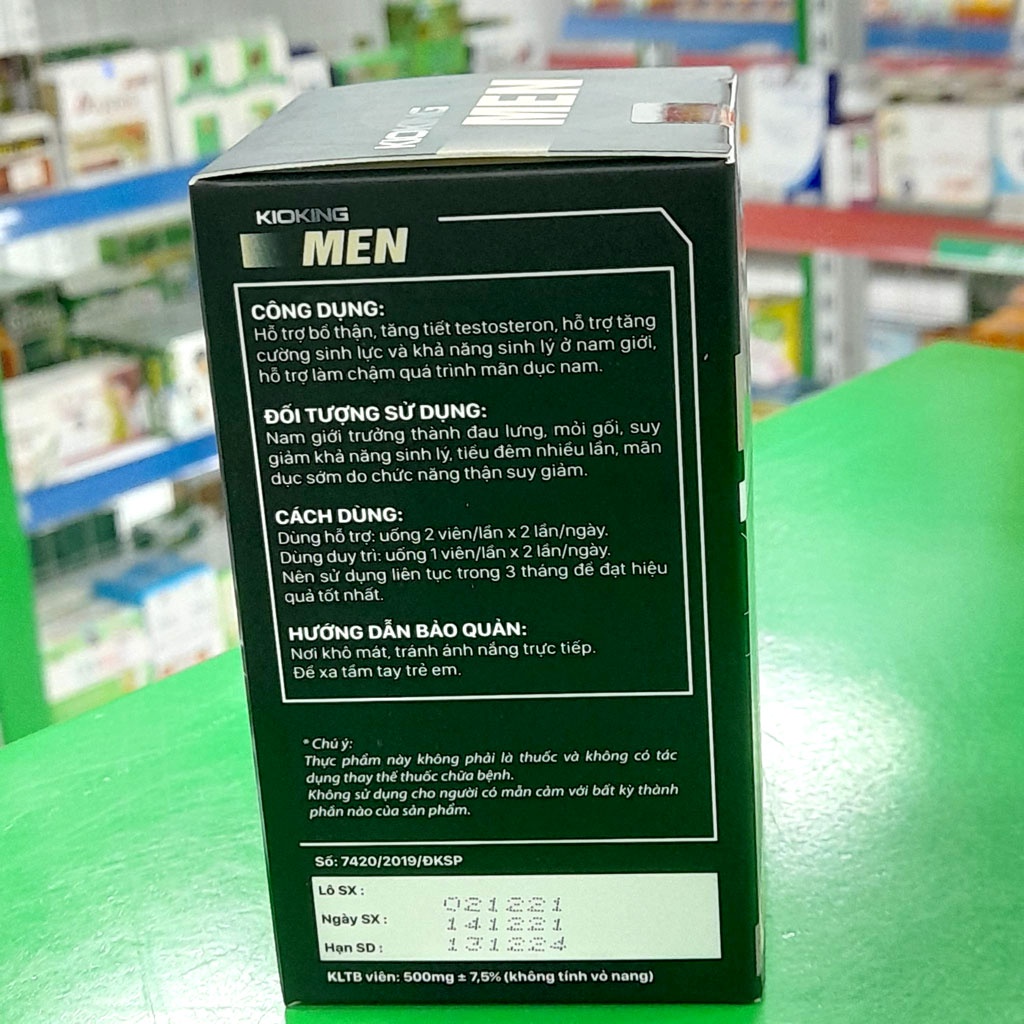 KIOKING
MEN
KIOKING
MEN
CÔNG DỤNG:
Hỗ trợ bổ thận, tăng tiết testosteron, hỗ trợ tăng
cường sinh lực và khả năng sinh lý ở nam giới,
hỗ trợ làm chậm quá trình mãn dục nam.
ĐỐI TƯỢNG SỬ DỤNG:
Nam giới trưởng thành đau lưng, mỏi gối, suy
giảm khả năng sinh lý, tiểu đêm nhiều lần, mãn
dục sớm do chức năng thận suy giảm.
CÁCH DÙNG:
Dùng hỗ trợ: uống 2 viên/lần x 2 lần/ngày.
Dùng duy trì: uống 1 viên/lần x 2 lần/ngày.
Nên sử dụng liên tục trong 3 tháng để đạt hiệu
quả tốt nhất.
HƯỚNG DẪN BẢO QUẢN:
Nơi khô mát, tránh ánh nắng trực tiếp.
Để xa tầm tay trẻ em.
* Chú ý:
Thực phẩm này không phải là thuốc và không có tác
dụng thay thế thuốc chữa bệnh.
Không sử dụng cho người có mẫn cảm với bất kỳ thành
phần nào của sản phẩm.
Số: 7420/2019/ĐKSP
Lô SX : 021221
Ngày SX : 141221
Hạn SD : 131224
KLTB viên: 500mg ± 7,5% (không tính vỏ nang)